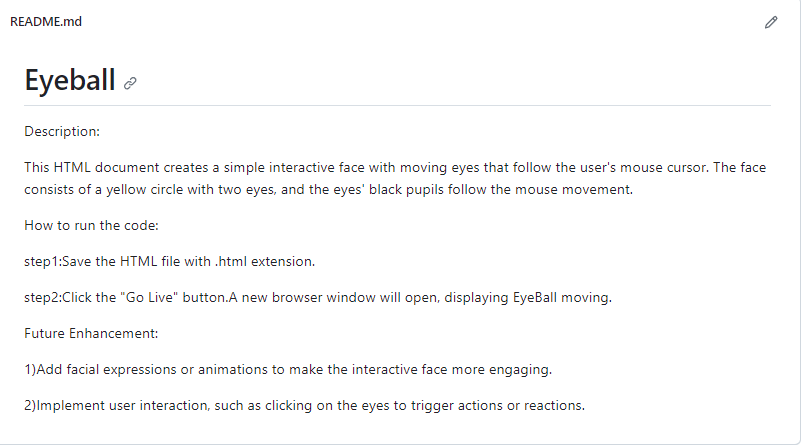 README.md
Eyeball
Description:
This HTML document creates a simple interactive face with moving eyes that follow the user's mouse cursor. The face
consists of a yellow circle with two eyes, and the eyes' black pupils follow the mouse movement.
How to run the code:
step1:Save the HTML file with .html extension.
step2:Click the "Go Live" button.A new browser window will open, displaying EyeBall moving.
Future Enhancement:
1)Add facial expressions or animations to make the interactive face more engaging.
2)Implement user interaction, such as clicking on the eyes to trigger actions or reactions.